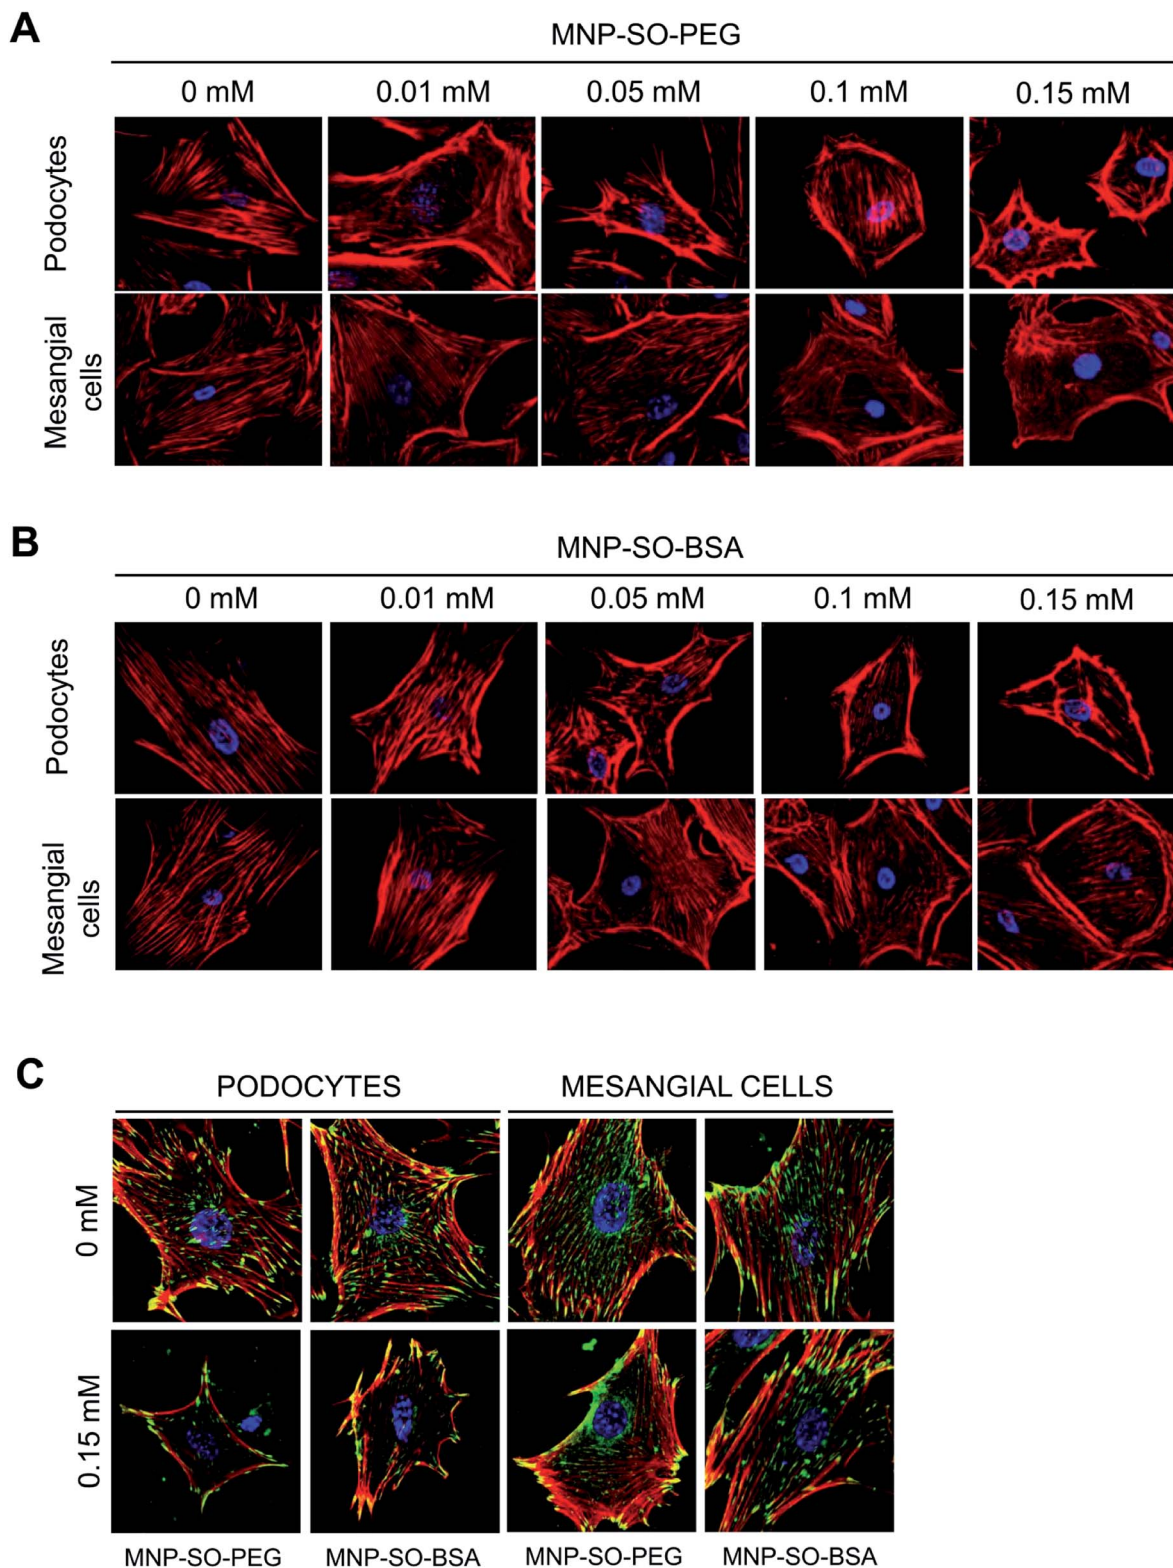 A
MNP-SO-PEG
0 mM 0.01 mM 0.05 mM 0.1 mM 0.15 mM
Podocytes
Mesangial
cells
B
MNP-SO-BSA
0 mM 0.01 mM 0.05 mM 0.1 mM 0.15 mM
Podocytes
Mesangial
cells
C
PODOCYTES MESANGIAL CELLS
0 mM
0.15 mM
MNP-SO-PEG MNP-SO-BSA MNP-SO-PEG MNP-SO-BSA